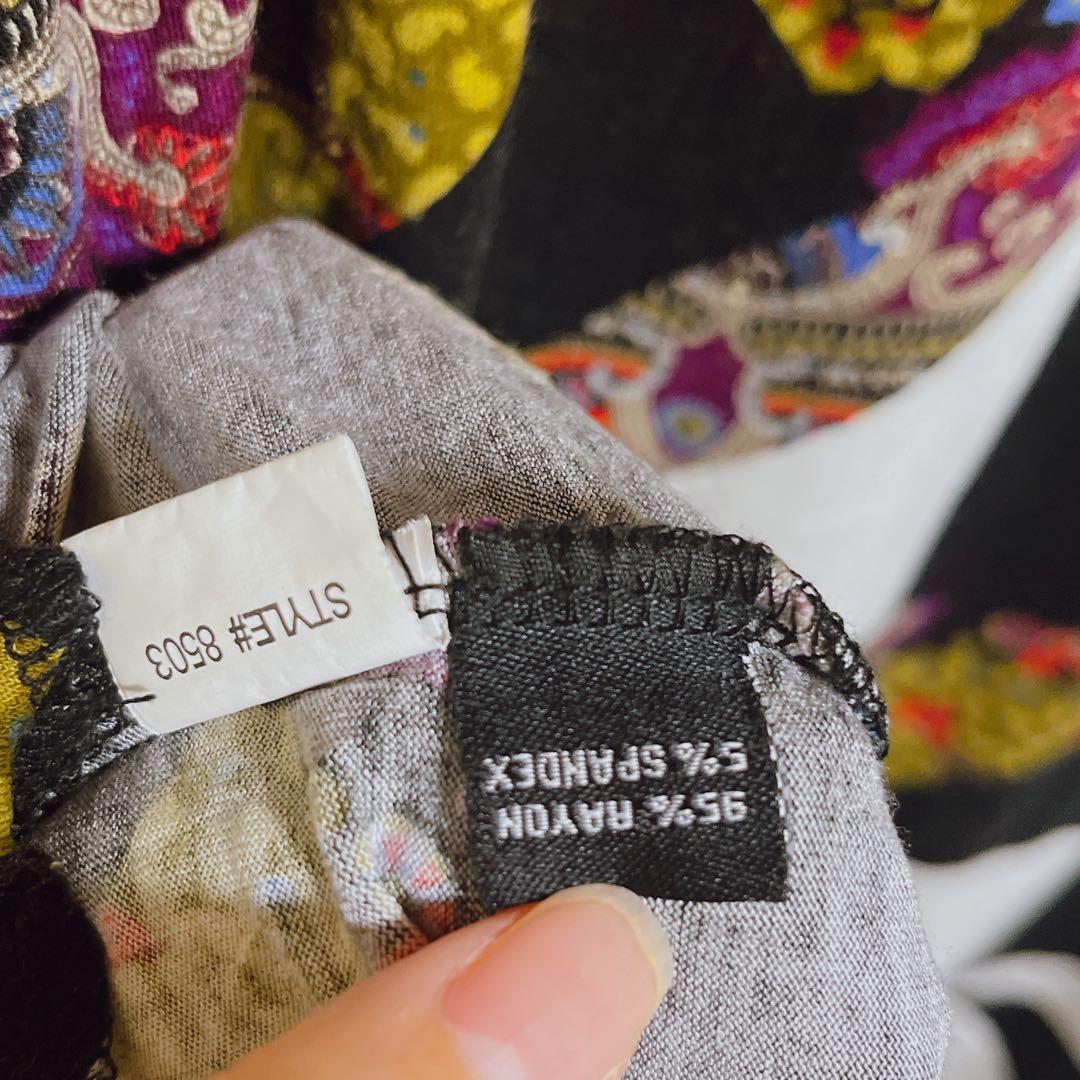 STYLE# 8503
95% RAYON
5% SPANDEX